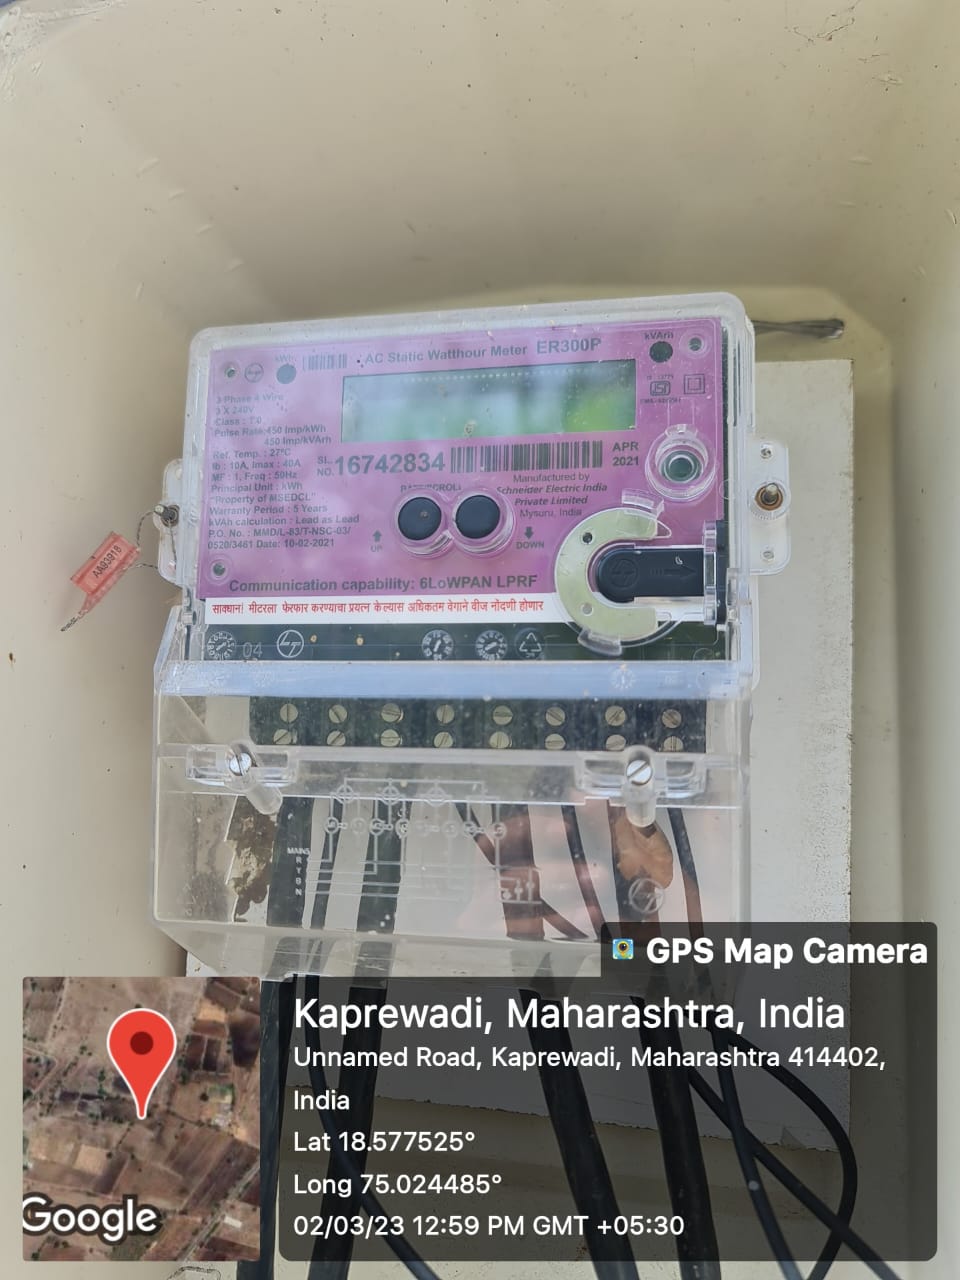 kWh
AC Static Watthour Meter ER300P
kVArh
3 Phase 4 Wire
3 X 240V
Class : 1.0
Pulse Rate:450 Imp/kWh
450 Imp/kVArh
Ref. Temp. : 27°C
Ib : 10A, Imax : 40A
MF : 1, Freq : 50Hz
Principal Unit : kWh
"Property of MSEDCL"
Warranty Period : 5 Years
kVAh calculation : Lead as Lead
P.O. No. : MMD/L-83/T-NSC-03/
0520/3461 Date: 10-02-2021
SL.
NO. 16742834
APR
2021
Manufactured by
Schneider Electric India
Private Limited
Mysuru, India
UP
DOWN
Communication capability: 6LoWPAN LPRF
सावधान! मीटरला फेरफार करण्याचा प्रयत्न केल्यास अधिकतम वेगाने वीज नोंदणी होणार
04
MAINS
R
Y
B
N
GPS Map Camera
Kaprewadi, Maharashtra, India
Unnamed Road, Kaprewadi, Maharashtra 414402,
India
Lat 18.577525°
Long 75.024485°
02/03/23 12:59 PM GMT +05:30
Google